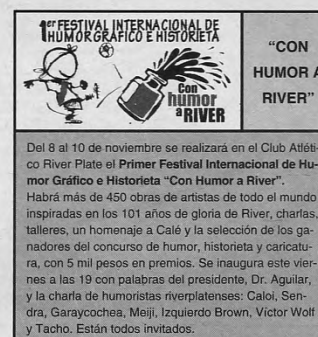 1er FESTIVAL INTERNACIONAL DE
HUMOR GRÁFICO E HISTORIETA
Con
humor
a RIVER
“CON
HUMOR A
RIVER”
Del 8 al 10 de noviembre se realizará en el Club Atléti-
co River Plate el Primer Festival Internacional de Hu-
mor Gráfico e Historieta “Con Humor a River”.
Habrá más de 450 obras de artistas de todo el mundo
inspiradas en los 101 años de gloria de River, charlas,
talleres, un homenaje a Calé y la selección de los ga-
nadores del concurso de humor, historieta y caricatu-
ra, con 5 mil pesos en premios. Se inaugura este vier-
nes a las 19 con palabras del presidente, Dr. Aguilar,
y la charla de humoristas riverplatenses: Caloi, Sen-
dra, Garaycochea, Meiji, Izquierdo Brown, Víctor Wolf
y Tacho. Están todos invitados.